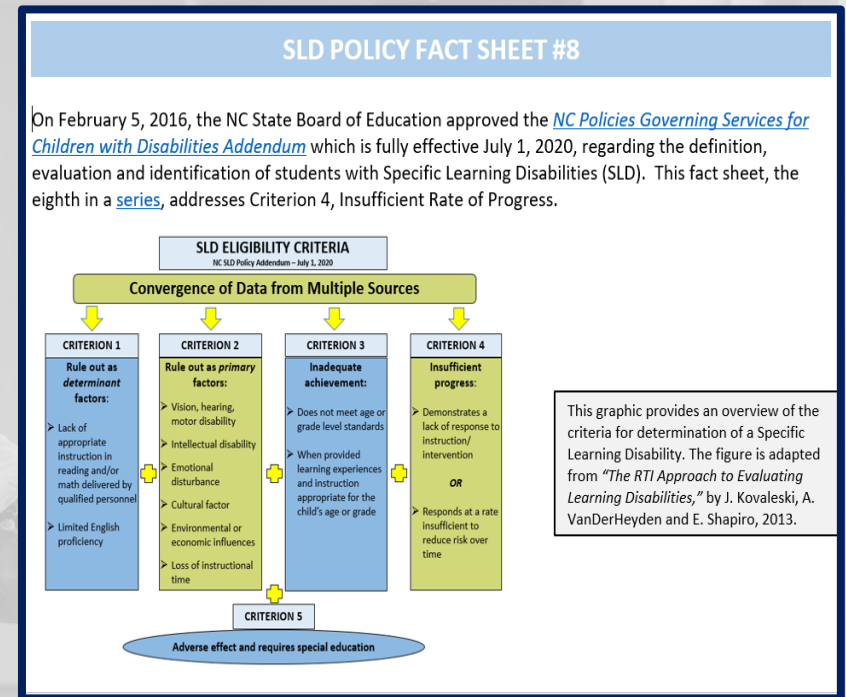 SLD POLICY FACT SHEET #8
On February 5, 2016, the NC State Board of Education approved the NC Policies Governing Services for
Children with Disabilities Addendum which is fully effective July 1, 2020, regarding the definition,
evaluation and identification of students with Specific Learning Disabilities (SLD). This fact sheet, the
eighth in a series, addresses Criterion 4, Insufficient Rate of Progress.
SLD ELIGIBILITY CRITERIA
NC SLD Policy Addendum – July 1, 2020
Convergence of Data from Multiple Sources
CRITERION 1
Rule out as
determinant
factors:
Lack of
appropriate
instruction in
reading and/or
math delivered by
qualified personnel
Limited English
proficiency
CRITERION 2
Rule out as primary
factors:
Vision, hearing,
motor disability
Intellectual disability
Emotional
disturbance
Cultural factor
Environmental or
economic influences
Loss of instructional
time
CRITERION 3
Inadequate
achievement:
Does not meet age or
grade level standards
When provided
learning experiences
and instruction
appropriate for the
child's age or grade
CRITERION 4
Insufficient
progress:
Demonstrates a
lack of response to
instruction/
intervention
OR
Responds at a rate
insufficient to
reduce risk over
time
CRITERION 5
Adverse effect and requires special education
This graphic provides an overview of the
criteria for determination of a Specific
Learning Disability. The figure is adapted
from "The RTI Approach to Evaluating
Learning Disabilities," by J. Kovaleski, A.
VanDerHeyden and E. Shapiro, 2013.